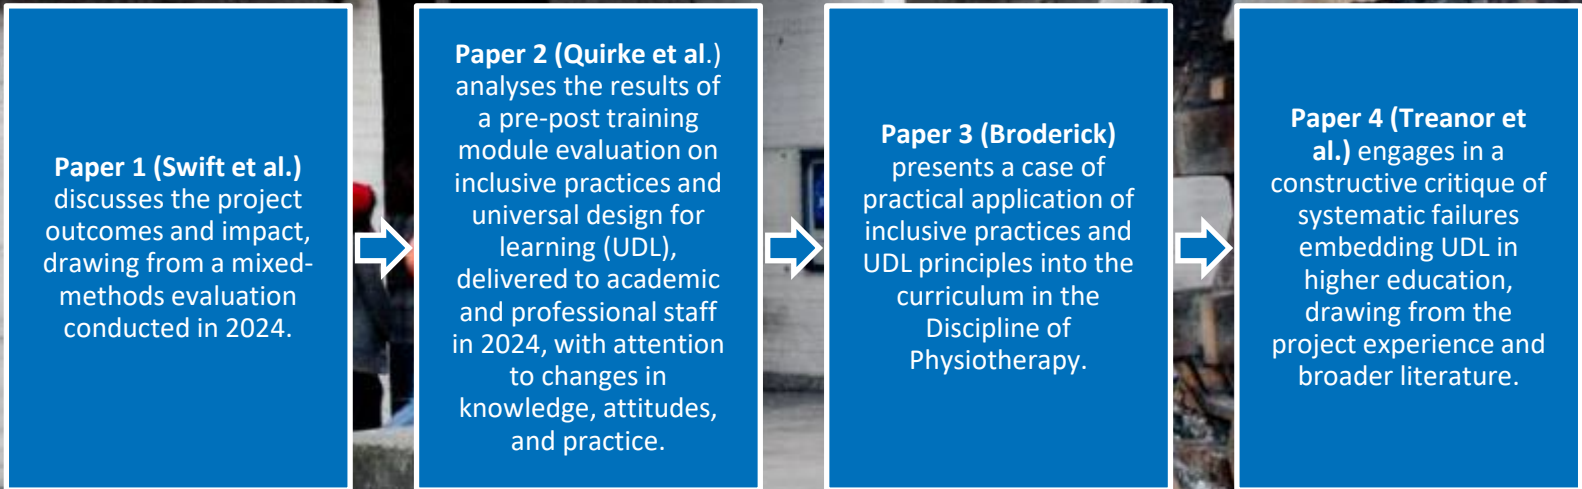 Paper 1 (Swift et al.)
discusses the project
outcomes and impact,
drawing from a mixed-
methods evaluation
conducted in 2024.
Paper 2 (Quirke et al.)
analyses the results of
a pre-post training
module evaluation on
inclusive practices and
universal design for
learning (UDL),
delivered to academic
and professional staff
in 2024, with attention
to changes in
knowledge, attitudes,
and practice.
Paper 3 (Broderick)
presents a case of
practical application of
inclusive practices and
UDL principles into the
curriculum in the
Discipline of
Physiotherapy.
Paper 4 (Treanor et
al.) engages in a
constructive critique of
systematic failures
embedding UDL in
higher education,
drawing from the
project experience and
broader literature.